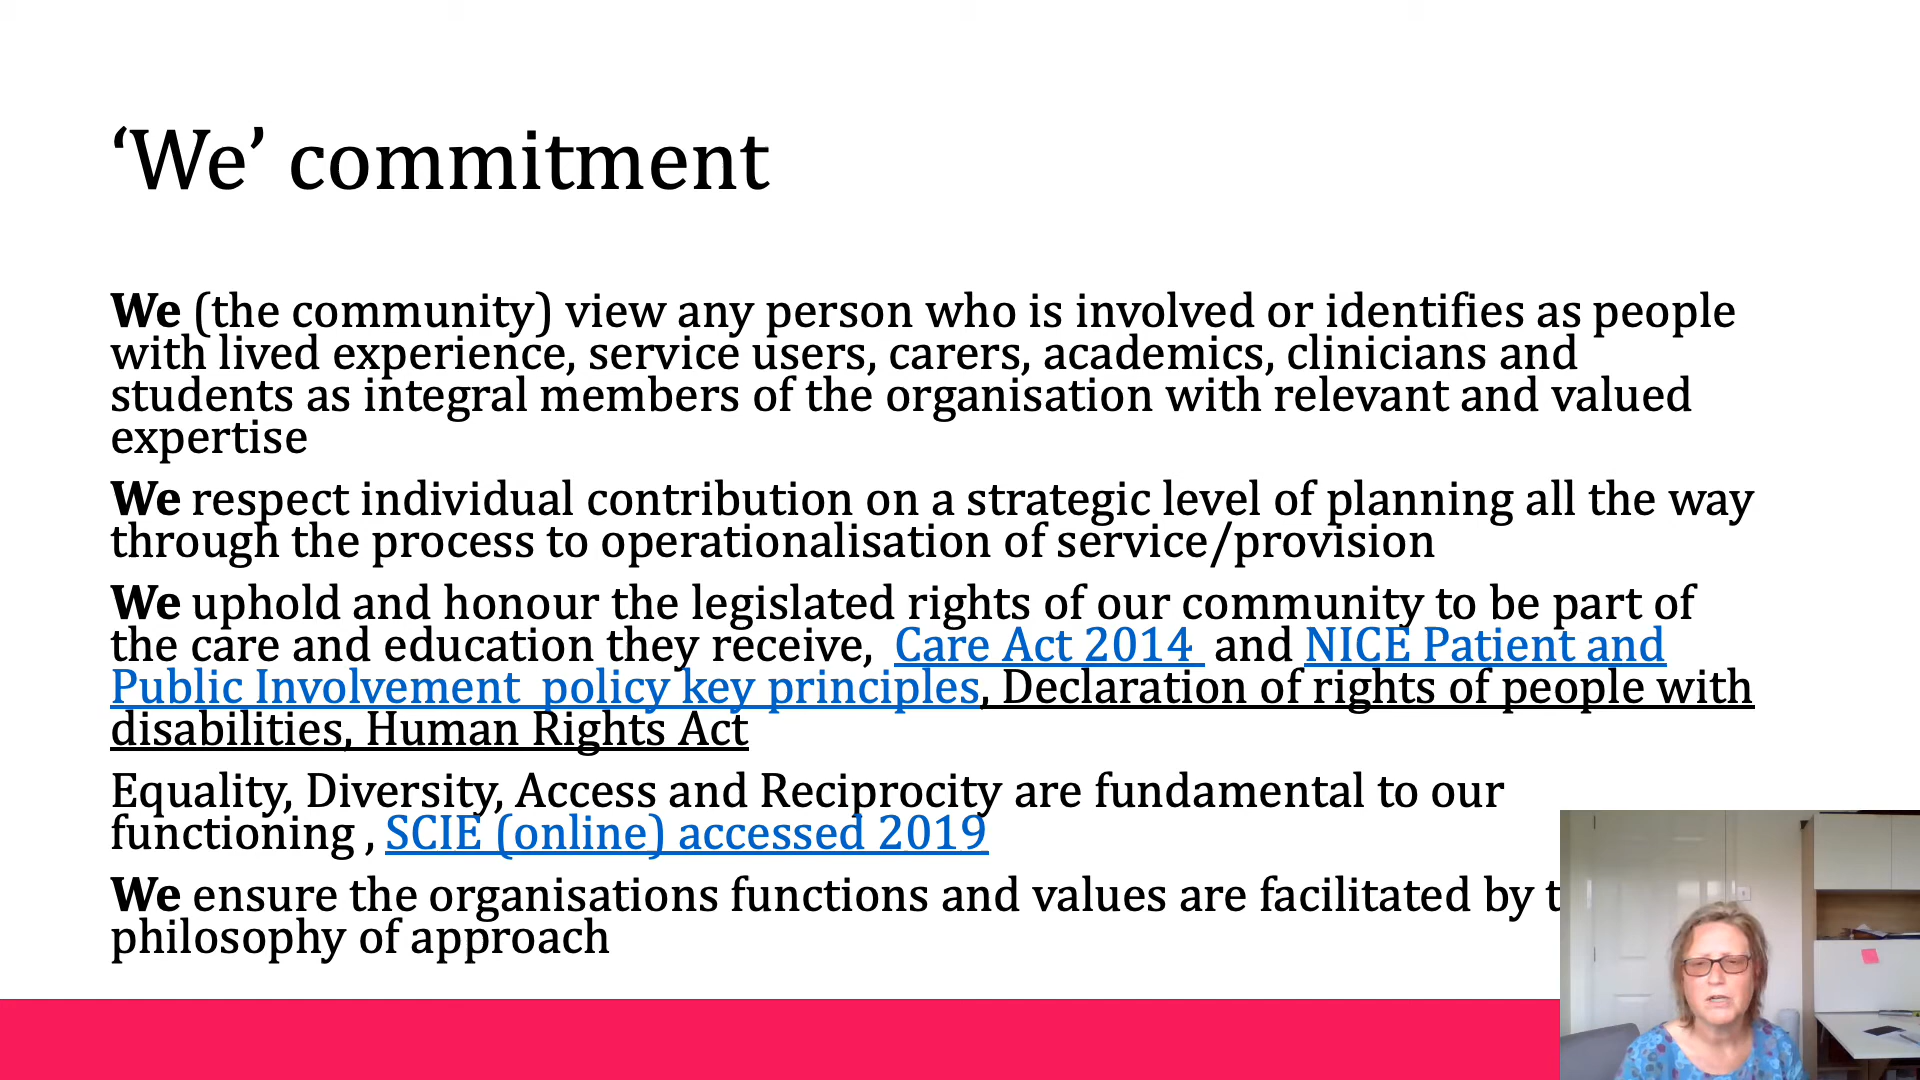 ‘We’ commitment
We (the community) view any person who is involved or identifies as people
with lived experience, service users, carers, academics, clinicians and
students as integral members of the organisation with relevant and valued
expertise
We respect individual contribution on a strategic level of planning all the way
through the process to operationalisation of service/provision
We uphold and honour the legislated rights of our community to be part of
the care and education they receive,  Care Act 2014  and NICE Patient and
Public Involvement  policy key principles, Declaration of rights of people with
disabilities, Human Rights Act
Equality, Diversity, Access and Reciprocity are fundamental to our
functioning , SCIE (online) accessed 2019
We ensure the organisations functions and values are facilitated by
philosophy of approach